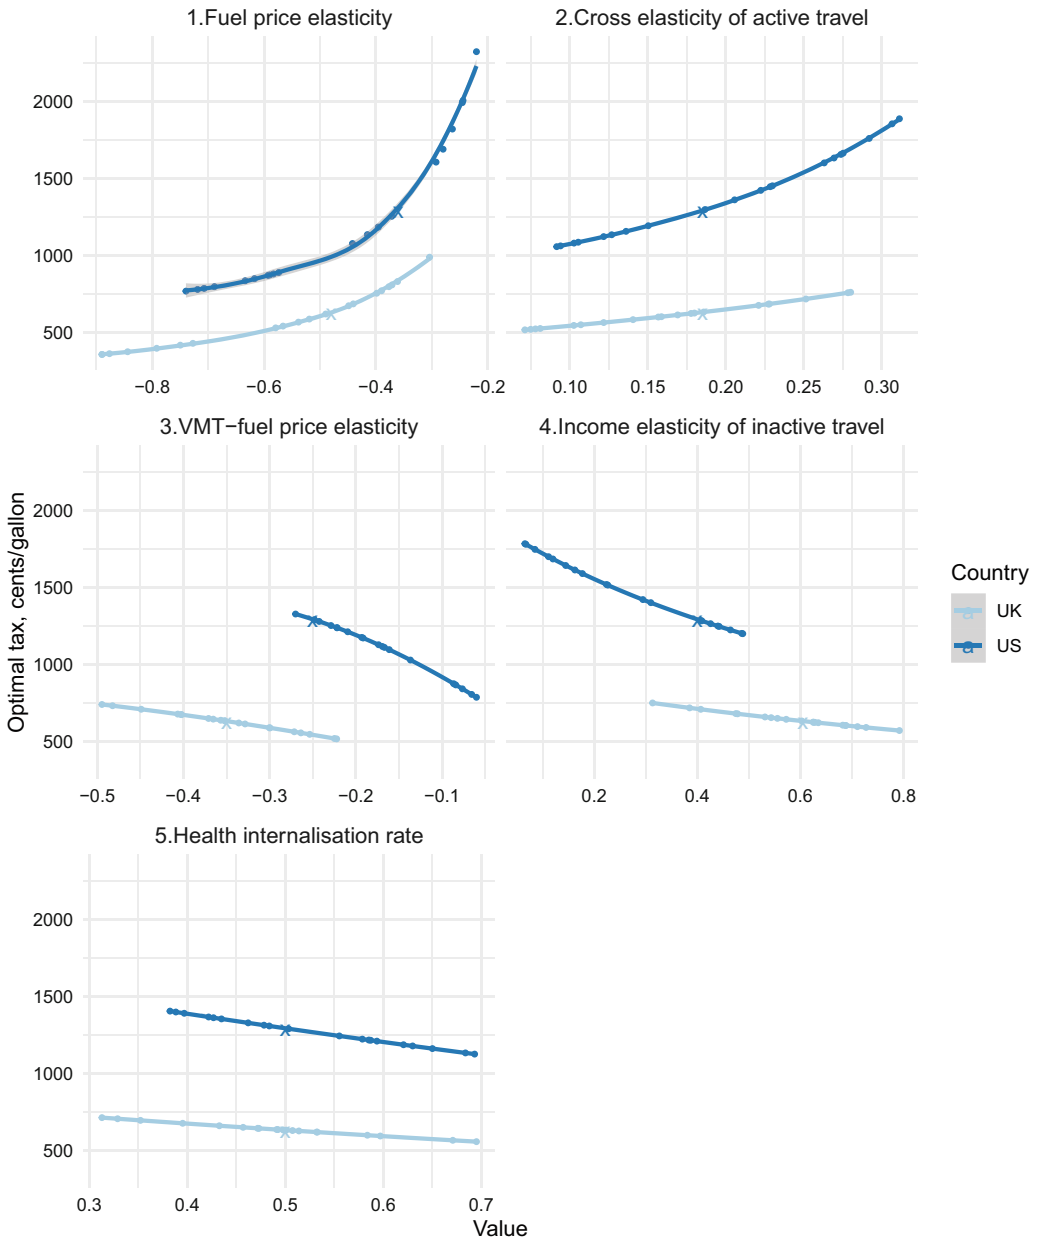 1.Fuel price elasticity
2.Cross elasticity of active travel
2000
1500
1000
500
−0.8 −0.6 −0.4 −0.2
0.10 0.15 0.20 0.25 0.30
3.VMT−fuel price elasticity
4.Income elasticity of inactive travel
Optimal tax, cents/gallon
2000
1500
1000
500
−0.5 −0.4 −0.3 −0.2 −0.1
0.2 0.4 0.6 0.8
Country
a UK
a US
5.Health internalisation rate
2000
1500
1000
500
0.3 0.4 0.5 0.6 0.7
Value